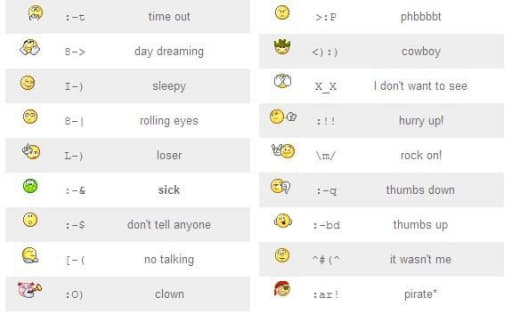 :-t time out
8-> day dreaming
I-) sleepy
8-| rolling eyes
L-) loser
:-& sick
:-$ don't tell anyone
[-( no talking
:O) clown
>:P phbbbbt
<):) cowboy
X_X I don't want to see
:!! hurry up!
\m/ rock on!
:-q thumbs down
:-bd thumbs up
^#(^ it wasn't me
:ar! pirate*